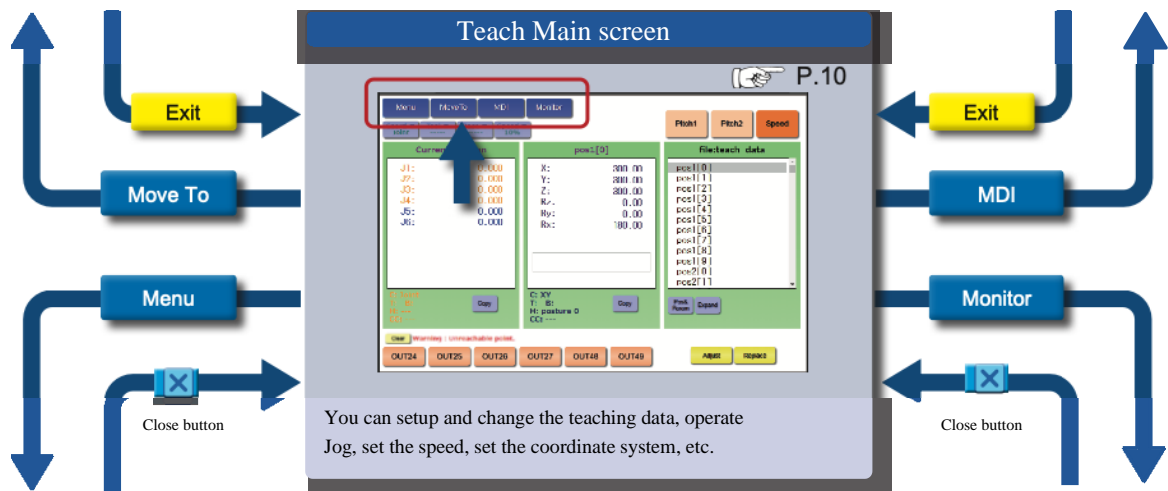 Teach Main screen
P.10
Exit
Move To
Menu
Close button
Exit
MDI
Monitor
Close button
Menu
MoveTo
MDI
Monitor
10%
Pitch1
Pitch2
Speed
pos1[0]
file:teach data
J1: 0.000
J2: 0.000
J3: 0.000
J4: 0.000
J5: 0.000
J6: 0.000
X: 300.00
Y: 300.00
Z: 300.00
Rz: 0.00
Ry: 0.00
Rx: 180.00
pos1[0]
pos1[1]
pos1[2]
pos1[3]
pos1[4]
pos1[5]
pos1[6]
pos1[7]
pos1[8]
pos1[9]
pos2[0]
pos2[1]
Copy
C: XY
H: posture 0
CC: ---
Copy
Expand
Warning : Unreachable point.
OUT24
OUT25
OUT26
OUT27
OUT48
OUT49
Adjust
Replace
You can setup and change the teaching data, operate
Jog, set the speed, set the coordinate system, etc.